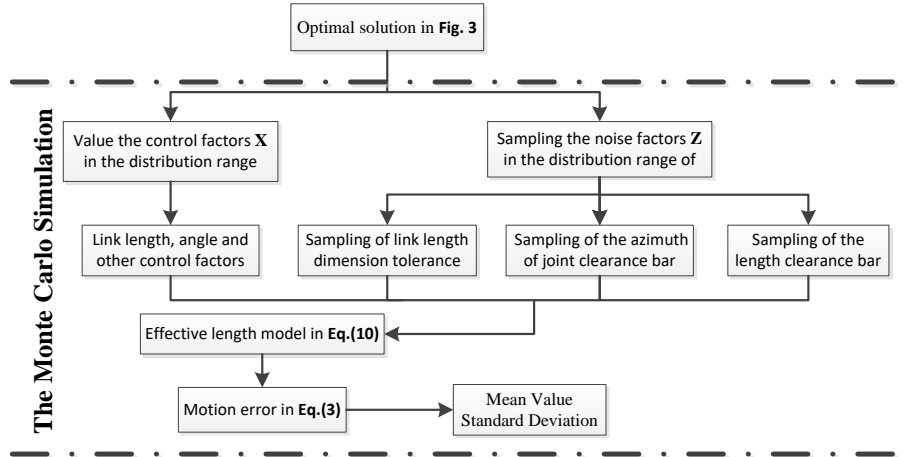 Optimal solution in Fig. 3
The Monte Carlo Simulation
Value the control factors X
in the distribution range
Sampling the noise factors Z
in the distribution range of
Link length, angle and
other control factors
Sampling of link length
dimension tolerance
Sampling of the azimuth
of joint clearance bar
Sampling of the
length clearance bar
Effective length model in Eq.(10)
Motion error in Eq.(3)
Mean Value
Standard Deviation